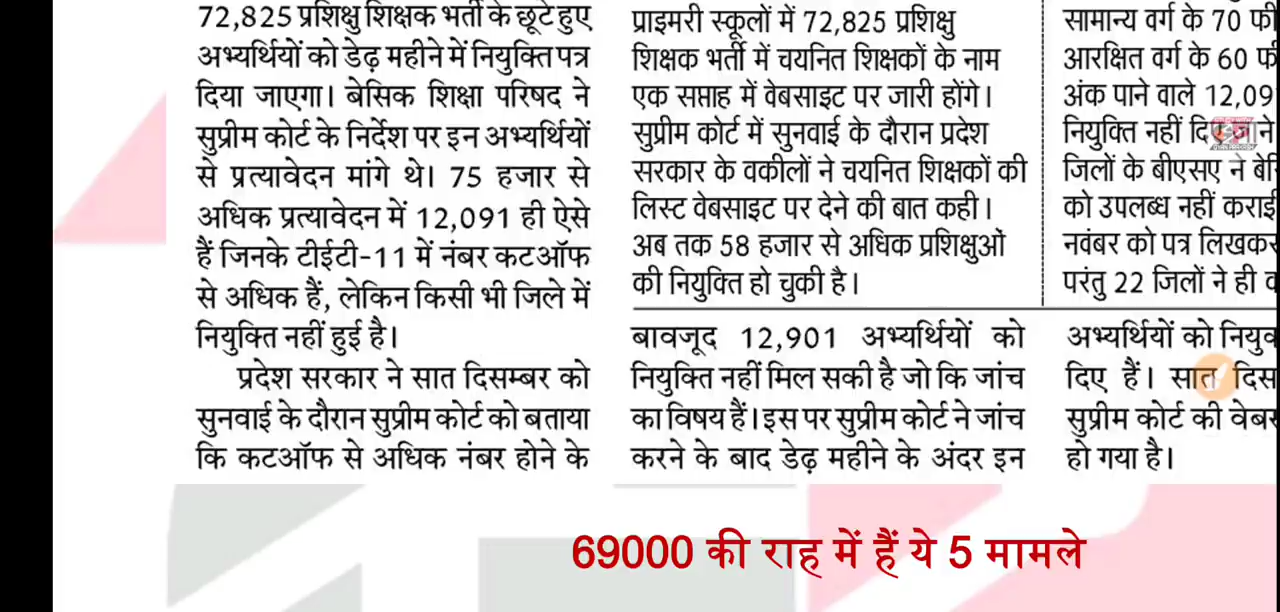 72,825 प्रशिक्षु शिक्षक भर्ती के छूटे हुए
अभ्यर्थियों को डेढ़ महीने में नियुक्ति पत्र
दिया जाएगा। बेसिक शिक्षा परिषद ने
सुप्रीम कोर्ट के निर्देश पर इन अभ्यर्थियों
से प्रत्यावेदन मांगे थे। 75 हजार से
अधिक प्रत्यावेदन में 12,091 ही ऐसे
हैं जिनके टीईटी-11 में नंबर कटऑफ
से अधिक हैं, लेकिन किसी भी जिले में
नियुक्ति नहीं हुई है।
प्रदेश सरकार ने सात दिसम्बर को
सुनवाई के दौरान सुप्रीम कोर्ट को बताया
कि कटऑफ से अधिक नंबर होने के
प्राइमरी स्कूलों में 72,825 प्रशिक्षु
शिक्षक भर्ती में चयनित शिक्षकों के नाम
एक सप्ताह में वेबसाइट पर जारी होंगे।
सुप्रीम कोर्ट में सुनवाई के दौरान प्रदेश
सरकार के वकीलों ने चयनित शिक्षकों की
लिस्ट वेबसाइट पर देने की बात कही।
अब तक 58 हजार से अधिक प्रशिक्षुओं
की नियुक्ति हो चुकी है।
बावजूद 12,901 अभ्यर्थियों को
नियुक्ति नहीं मिल सकी है जो कि जांच
का विषय हैं। इस पर सुप्रीम कोर्ट ने जांच
करने के बाद डेढ़ महीने के अंदर इन
सामान्य वर्ग के 70 फी
आरक्षित वर्ग के 60 फी
अंक पाने वाले 12,09
नियुक्ति नहीं दिए जाने
जिलों के बीएसए ने बेि
को उपलब्ध नहीं कराई
नवंबर को पत्र लिखकर
परंतु 22 जिलों ने ही
अभ्यर्थियों को नियुक
दिए हैं। सात दिस
सुप्रीम कोर्ट की वेबस
हो गया है।
69000 की राह में हैं ये 5 मामले